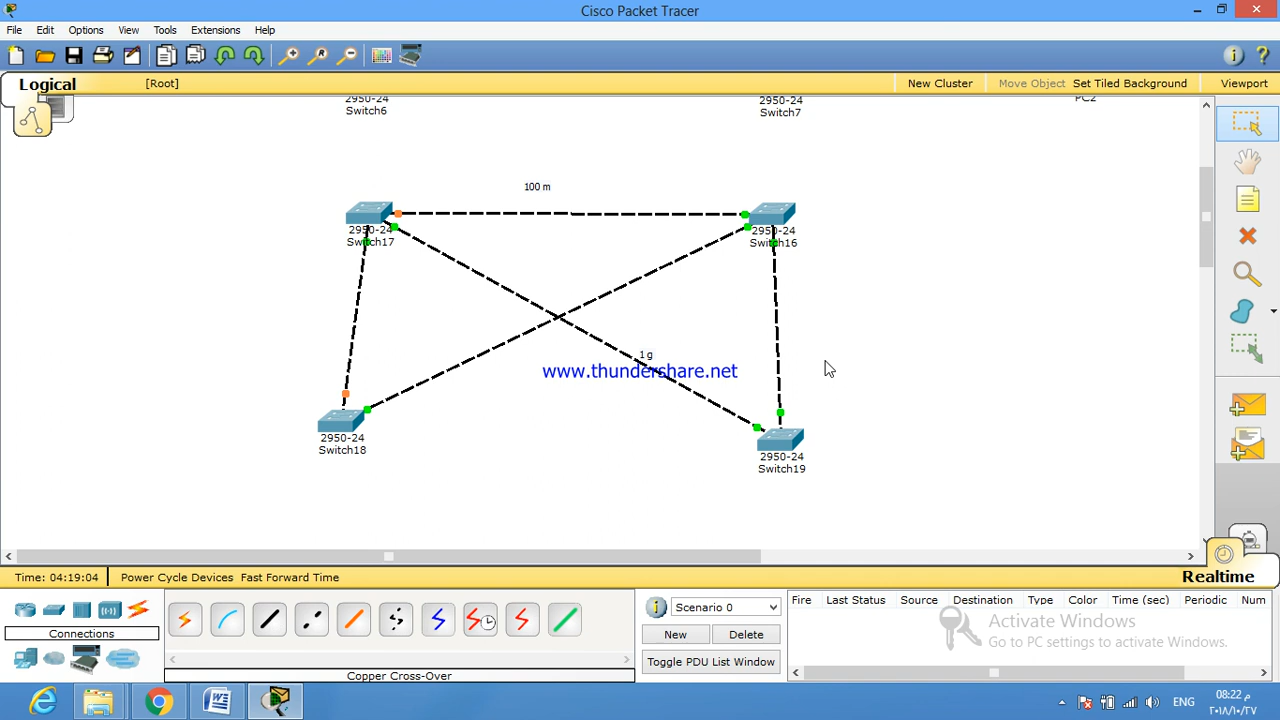 Cisco Packet Tracer
File Edit Options View Tools Extensions Help
Logical [Root] New Cluster Move Object Set Tiled Background Viewport
2950-24 2950-24 PC2
Switch6 Switch7
100 m
2950-24 2950-24
Switch17 Switch16
1 g
www.thundershare.net
2950-24
Switch18
2950-24
Switch19
Time: 04:19:04 Power Cycle Devices Fast Forward Time Realtime
Scenario 0 Fire Last Status Source Destination Type Color Time (sec) Periodic Num
New Delete
Connections
Toggle PDU List Window
Copper Cross-Over
Activate Windows
Go to PC settings to activate Windows.
ENG 08:22 م
٢٠١٨/١٠/٢٧